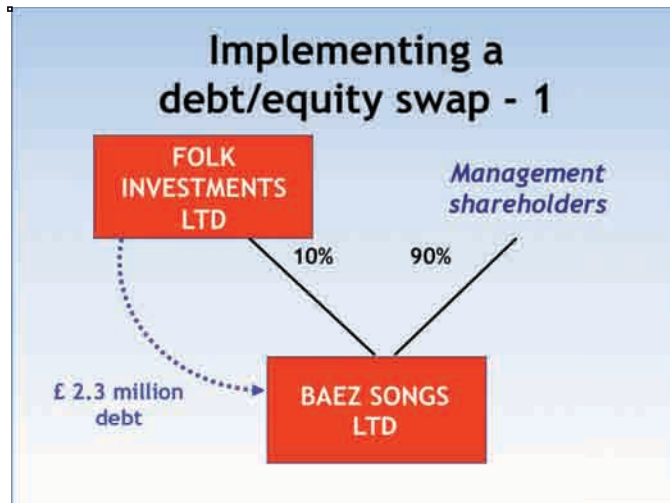 Implementing a
debt/equity swap - 1
FOLK
INVESTMENTS
LTD
Management
shareholders
10%
90%
£ 2.3 million
debt
BAEZ SONGS
LTD